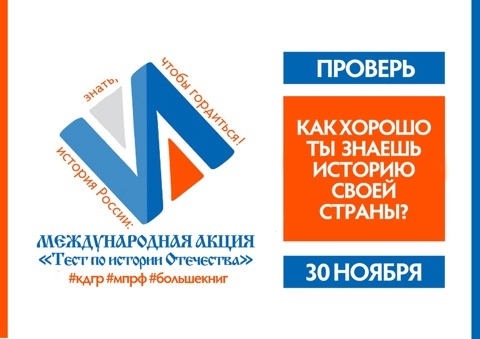 история России:
знать,
чтобы гордиться!
МЕЖДУНАРОДНАЯ АКЦИЯ
«Тест по истории Отечества»
#кдгр #мпрф #большекниг
ПРОВЕРЬ
КАК ХОРОШО
ТЫ ЗНАЕШЬ
ИСТОРИЮ
СВОЕЙ
СТРАНЫ?
30 НОЯБРЯ